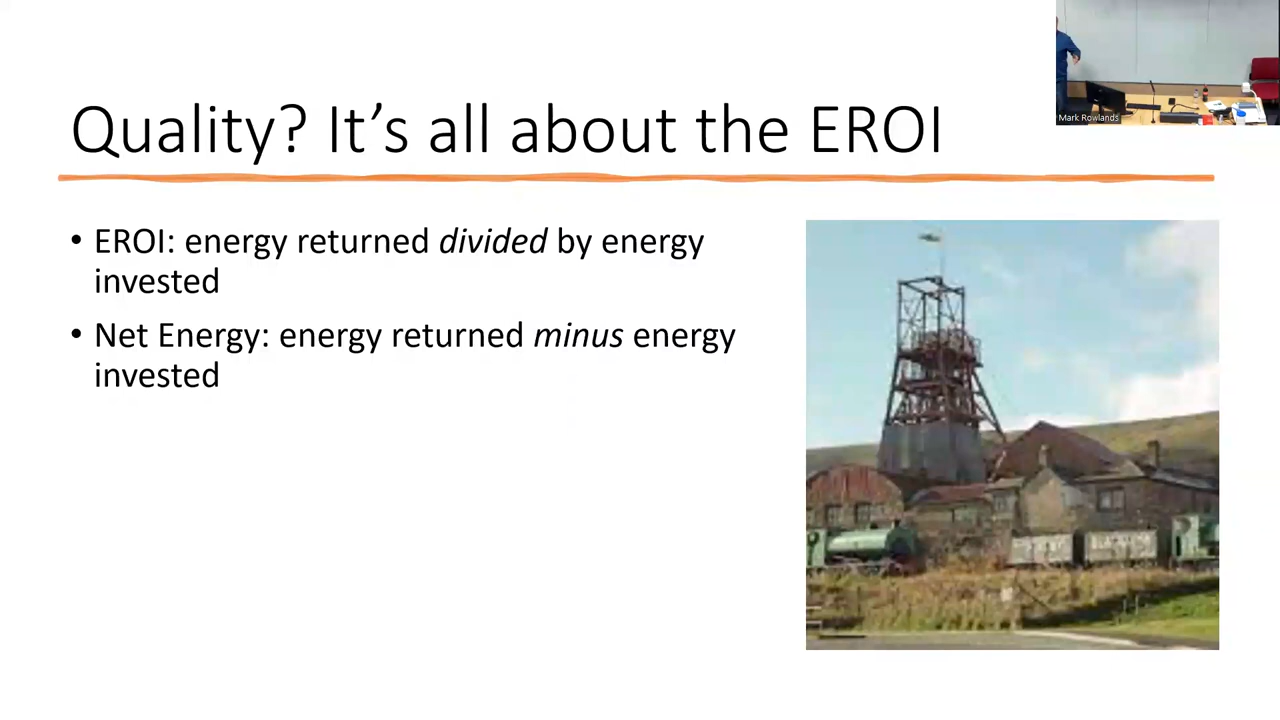 Quality? It's all about the EROI
Mark Rowlands
• EROI: energy returned divided by energy
invested
• Net Energy: energy returned minus energy
invested